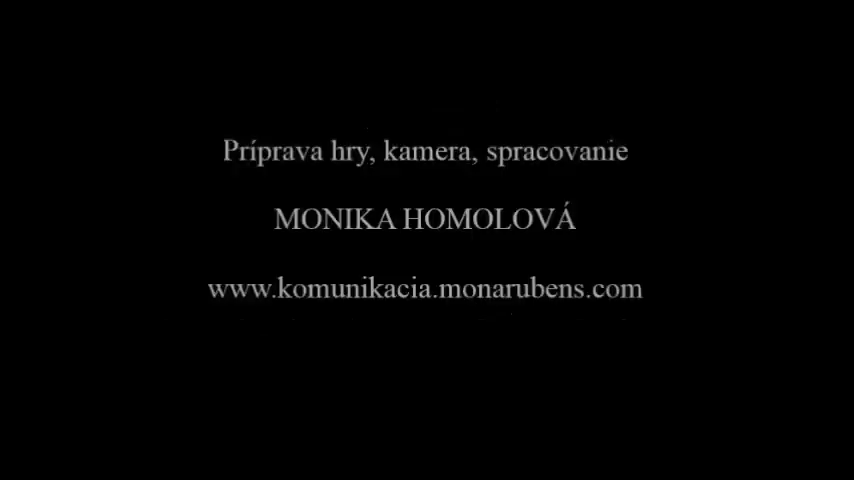 Príprava hry, kamera, spracovanie
MONIKA HOMOLOVÁ
www.komunikacia.monarubens.com